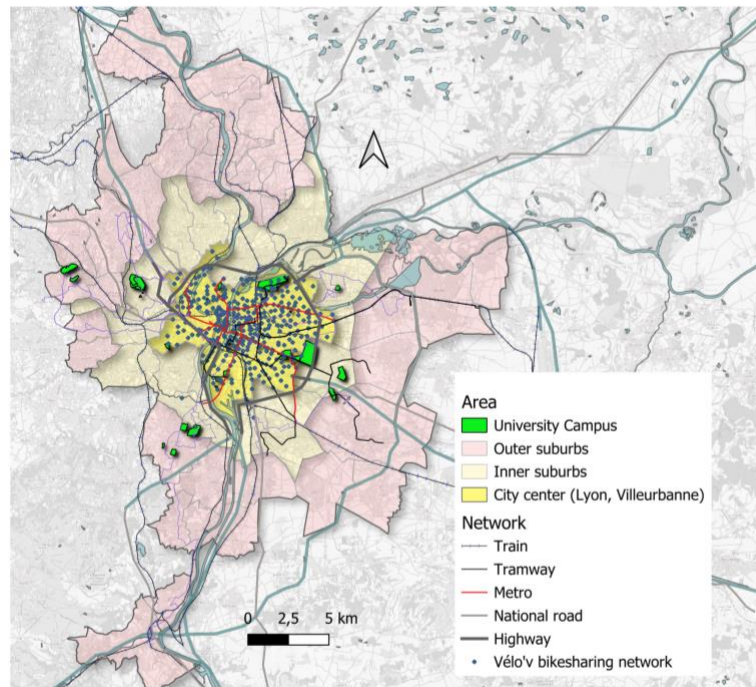 Area
University Campus
Outer suburbs
Inner suburbs
City center (Lyon, Villeurbanne)
Network
Train
Tramway
Metro
National road
Highway
Vélo'v bikesharing network
0 2,5 5 km